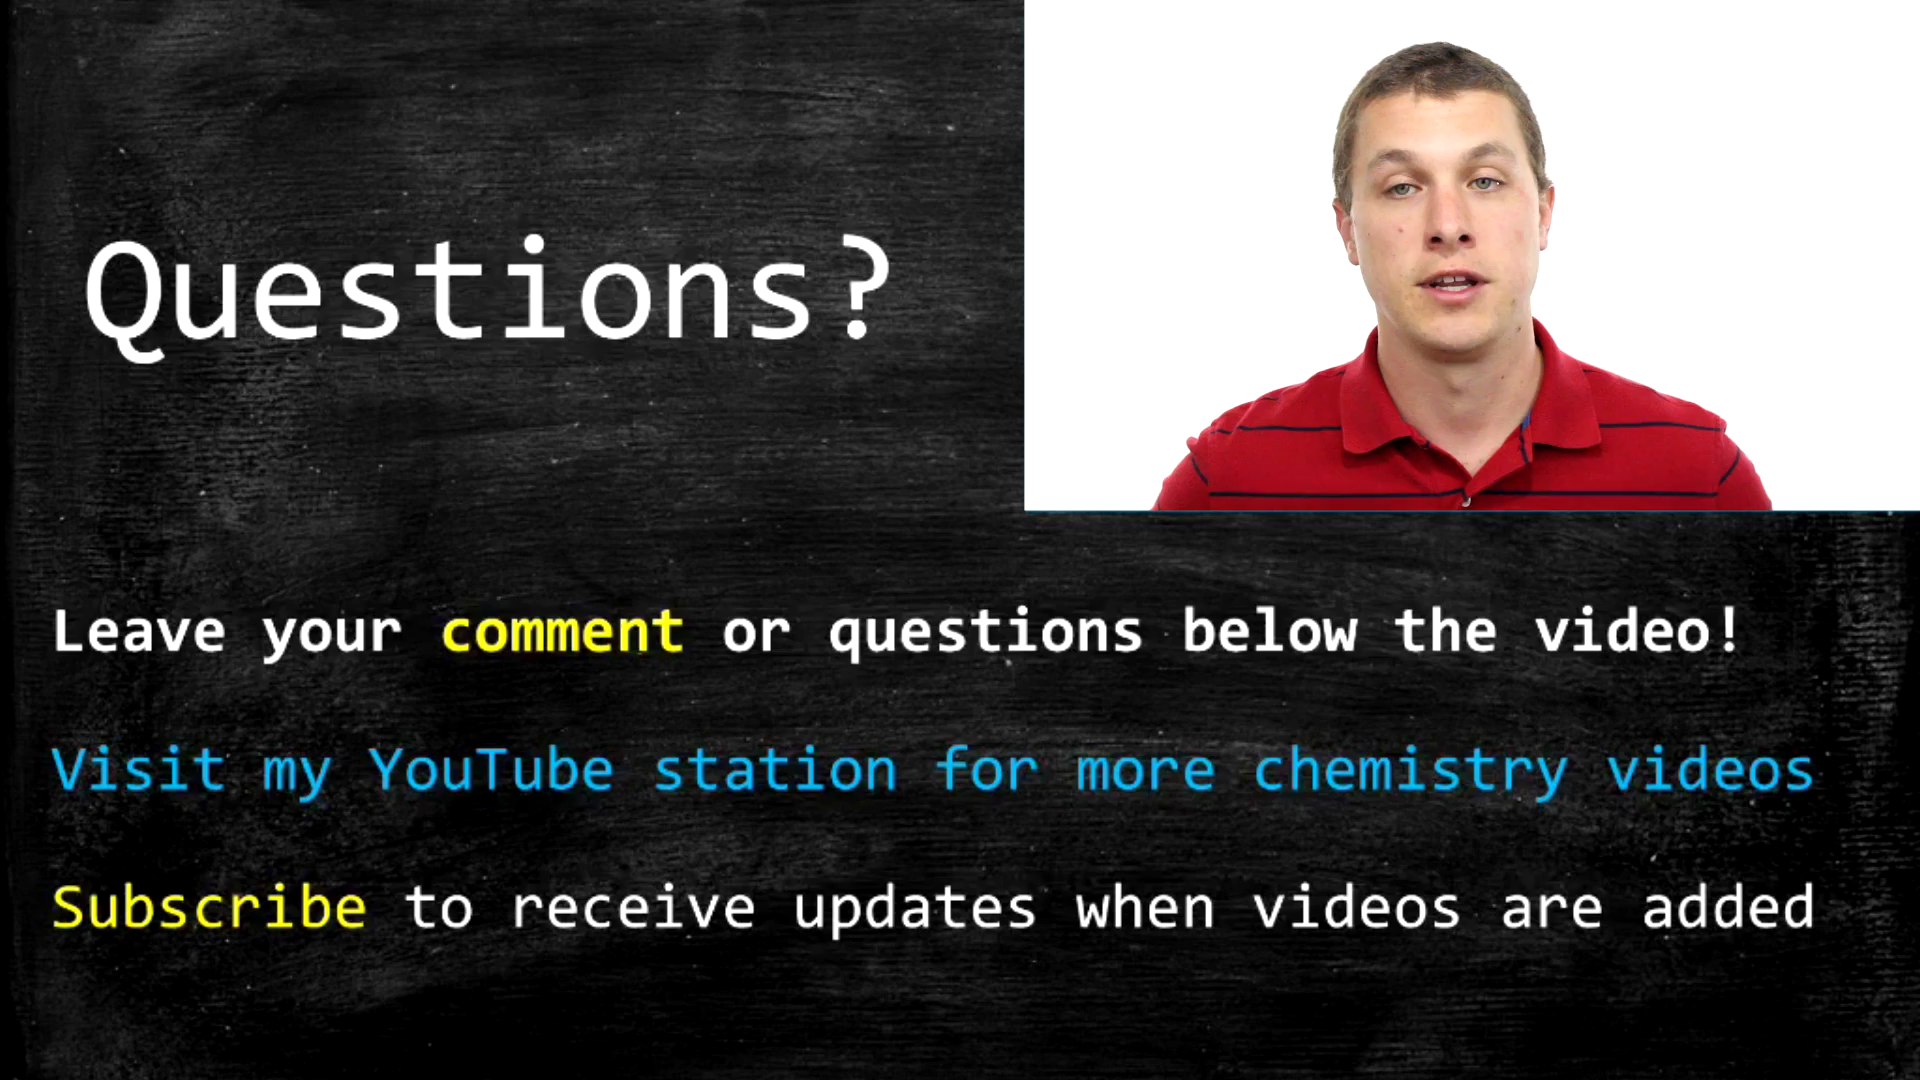 Questions?
Leave your comment or questions below the video!
Visit my YouTube station for more chemistry videos
Subscribe to receive updates when videos are added